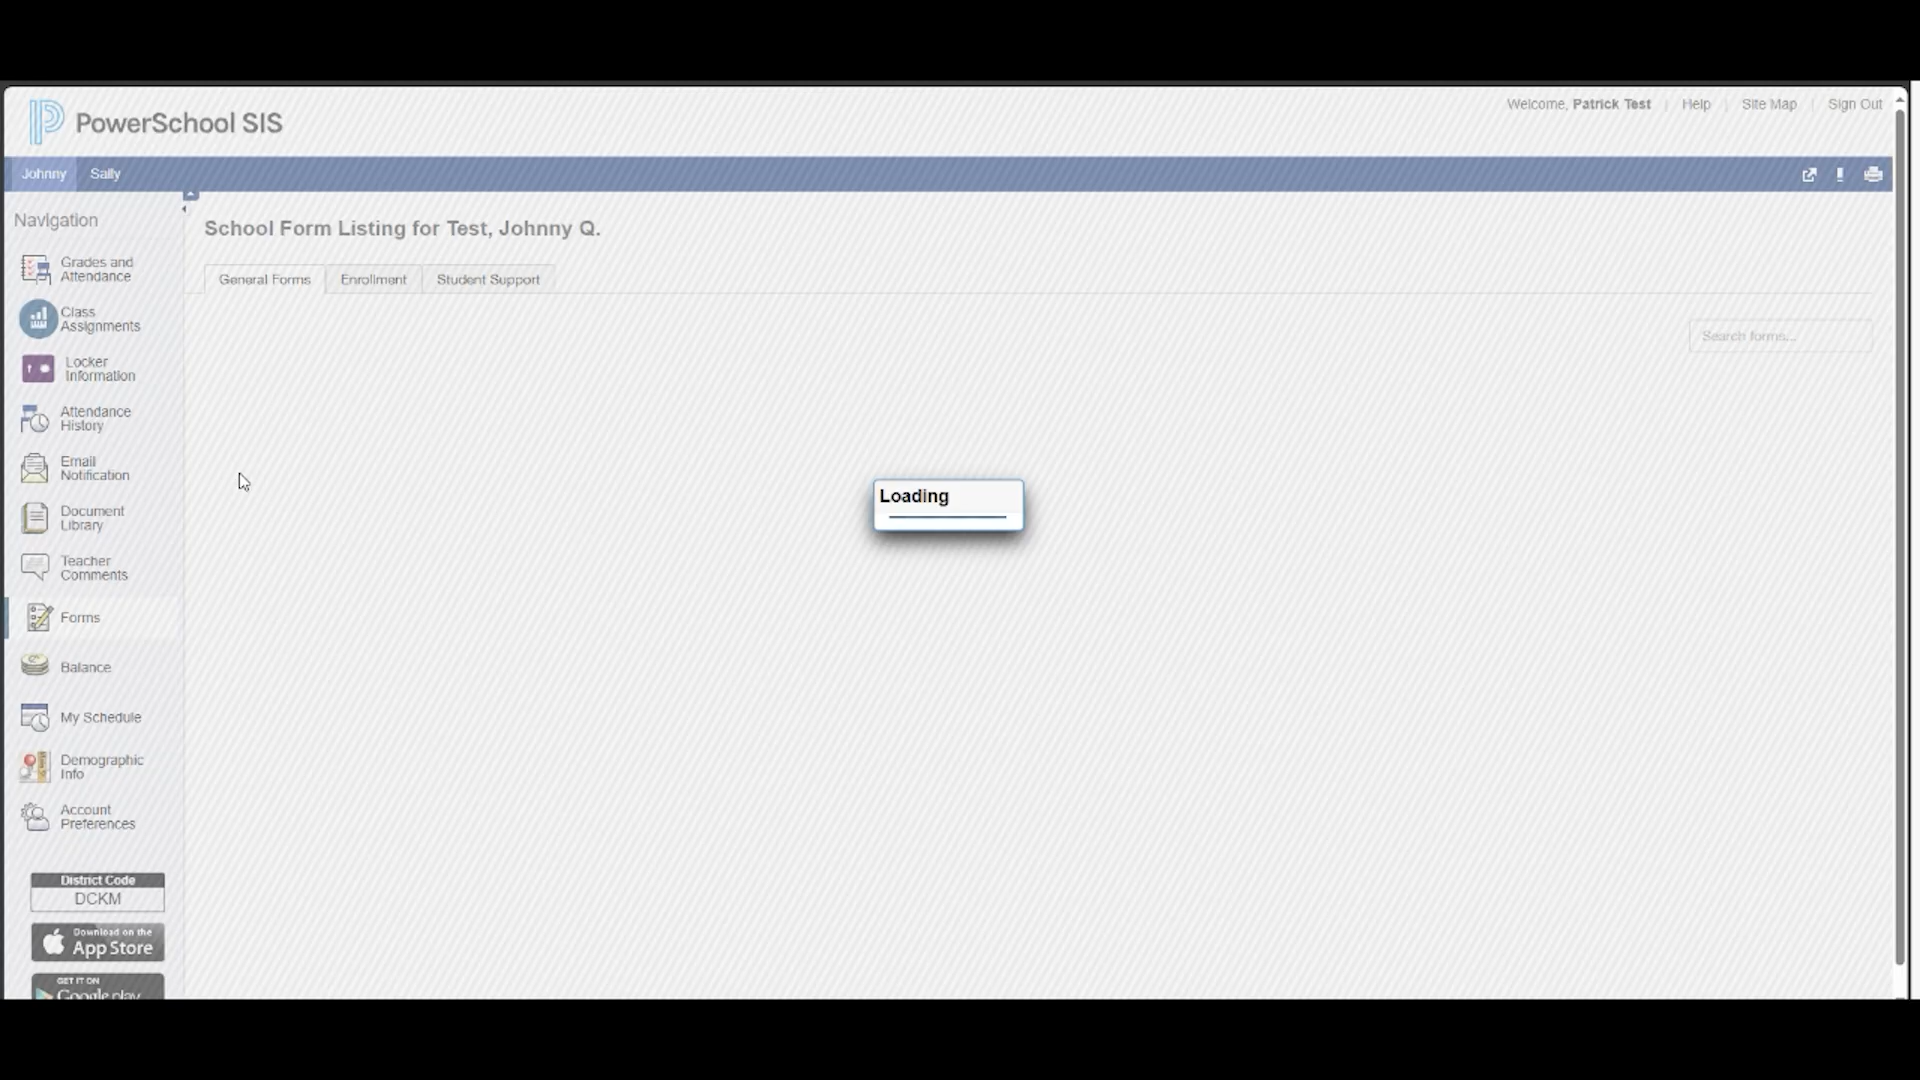 PowerSchool SIS
Welcome, Patrick Test | Help | Site Map | Sign Out
Johnny Sally
Navigation
School Form Listing for Test, Johnny Q.
General Forms Enrollment Student Support
Search forms...
Grades and
Attendance
Class
Assignments
Locker
Information
Attendance
History
Email
Notification
Document
Library
Teacher
Comments
Forms
Balance
My Schedule
Demographic
Info
Account
Preferences
Loading
District Code
DCKM
Download on the
App Store
GET IT ON
Google play